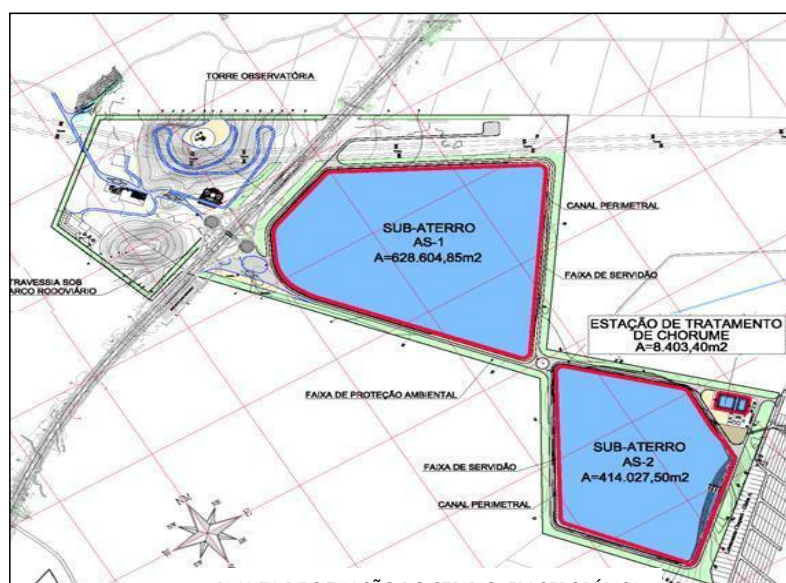 TORRE OBSERVATÓRIA
SUB-ATERRO
AS-1
A=628.604,85m2
CANAL PERIMETRAL
FAIXA DE SERVIDÃO
TRAVESSIA SOB
ARCO RODOVIÁRIO
ESTAÇÃO DE TRATAMENTO
DE CHORUME
A=8.403,40m2
FAIXA DE PROTEÇÃO AMBIENTAL
SUB-ATERRO
AS-2
A=414.027,50m2
FAIXA DE SERVIDÃO
CANAL PERIMETRAL
NM
E
W
S